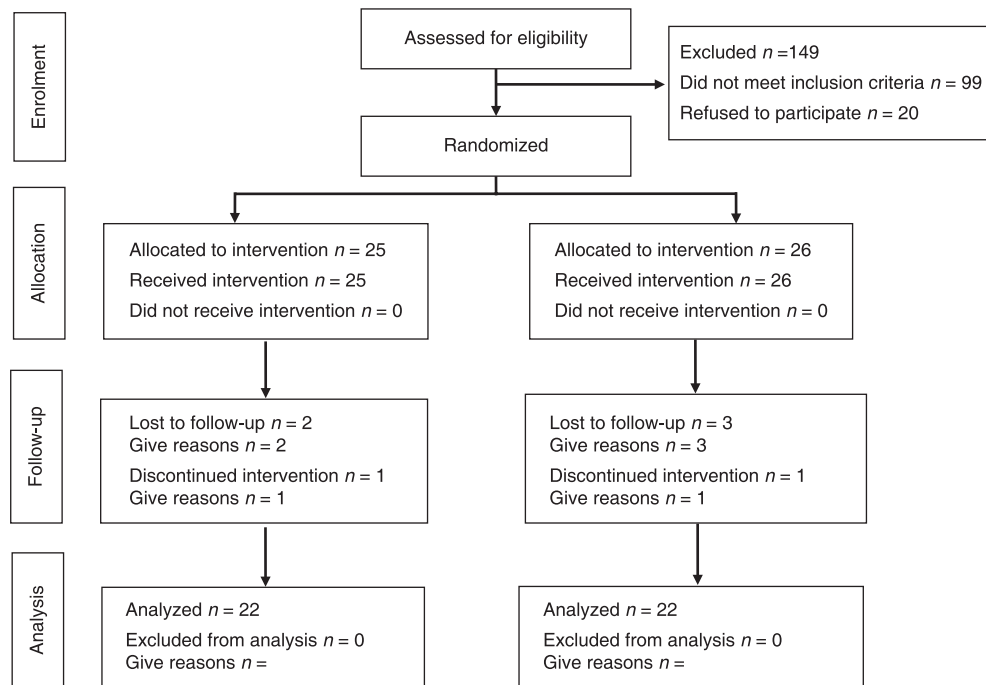 Enrolment
Assessed for eligibility
Excluded n =149
Did not meet inclusion criteria n = 99
Refused to participate n = 20
Randomized
Allocation
Allocated to intervention n = 25
Received intervention n = 25
Did not receive intervention n = 0
Allocated to intervention n = 26
Received intervention n = 26
Did not receive intervention n = 0
Follow-up
Lost to follow-up n = 2
Give reasons n = 2
Discontinued intervention n = 1
Give reasons n = 1
Lost to follow-up n = 3
Give reasons n = 3
Discontinued intervention n = 1
Give reasons n = 1
Analysis
Analyzed n = 22
Excluded from analysis n = 0
Give reasons n =
Analyzed n = 22
Excluded from analysis n = 0
Give reasons n =